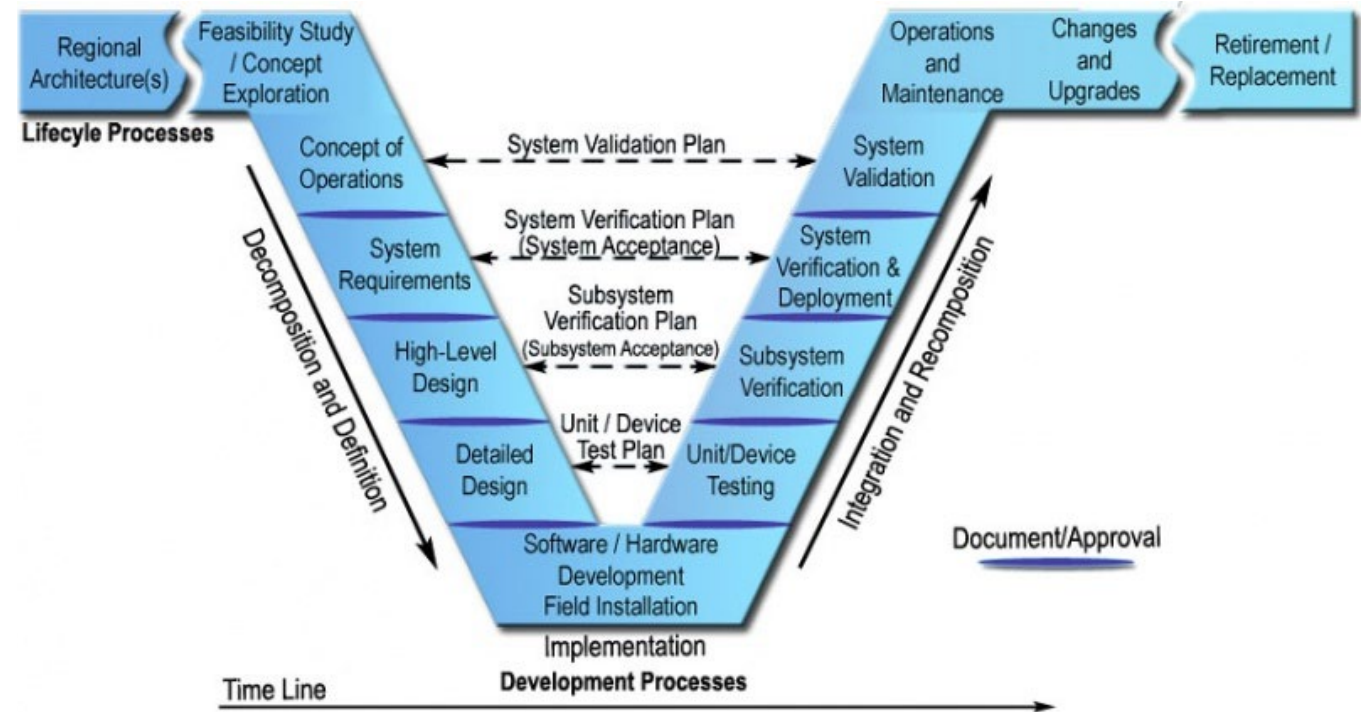 Regional
Architecture(s)
Feasibility Study
/ Concept
Exploration
Operations
and
Maintenance
Changes
and
Upgrades
Retirement /
Replacement
Lifecyle Processes
Concept of
Operations
System Validation Plan
System
Validation
Decomposition and Definition
System
Requirements
System Verification Plan
(System Acceptance)
System
Verification &
Deployment
High-Level
Design
Subsystem
Verification Plan
(Subsystem Acceptance)
Subsystem
Verification
Integration and Recomposition
Detailed
Design
Unit / Device
Test Plan
Unit/Device
Testing
Software / Hardware
Development
Field Installation
Document/Approval
Implementation
Development Processes
Time Line